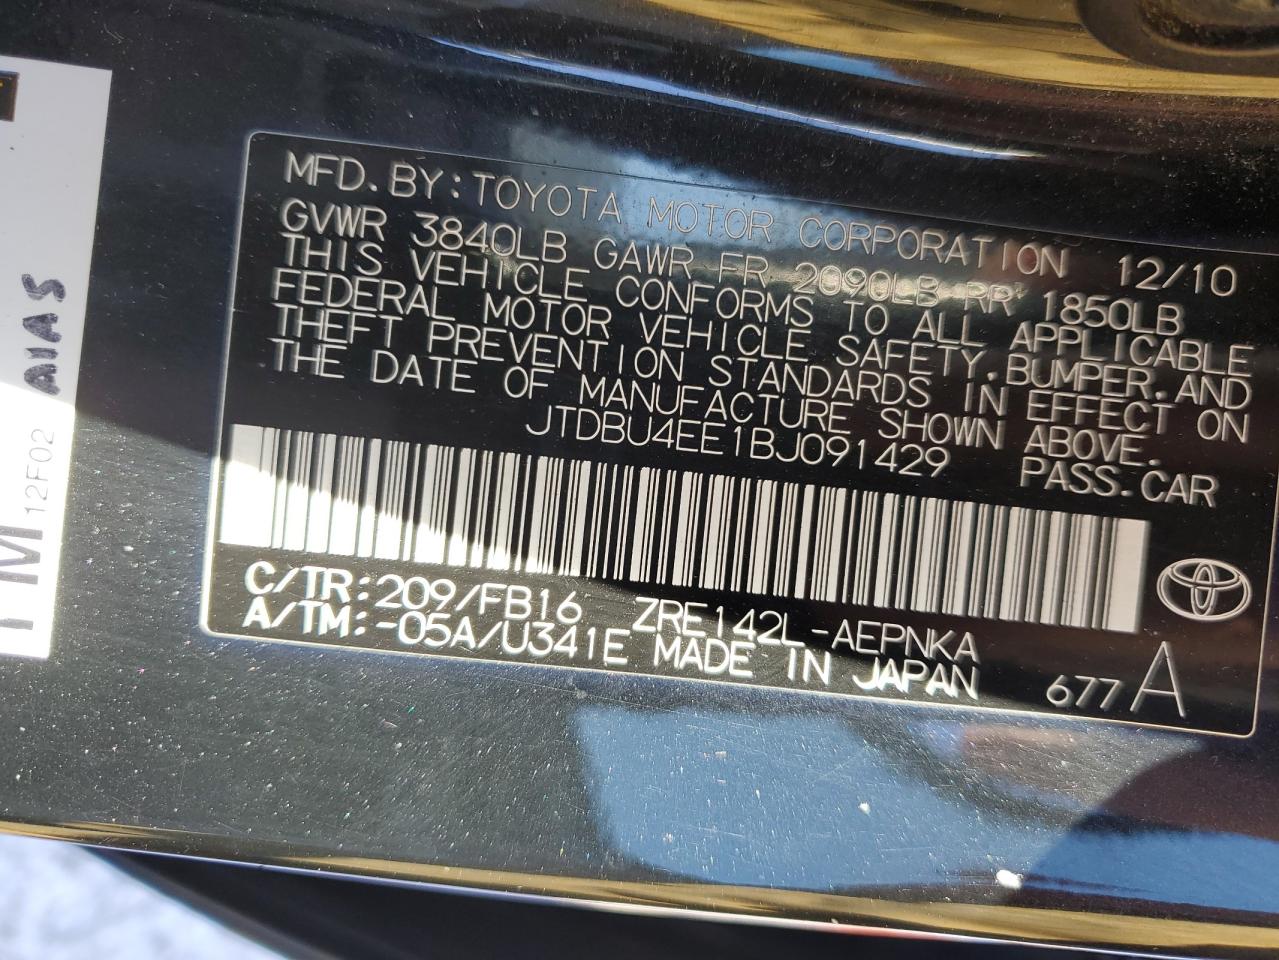 MFD.BY:TOYOTA MOTOR CORPORATION 12/10
GVWR 3840LB GAWR FR 2090LB RR 1850LB
THIS VEHICLE CONFORMS TO ALL APPLICABLE
FEDERAL MOTOR VEHICLE SAFETY,BUMPER,AND
THEFT PREVENTION STANDARDS IN EFFECT ON
THE DATE OF MANUFACTURE SHOWN ABOVE.
JTDBU4EE1BJ091429 PASS.CAR
C/TR:209/FB16 ZRE142L-AEPNKA
A/TM:-05A/U341E MADE IN JAPAN 677 A
12F02